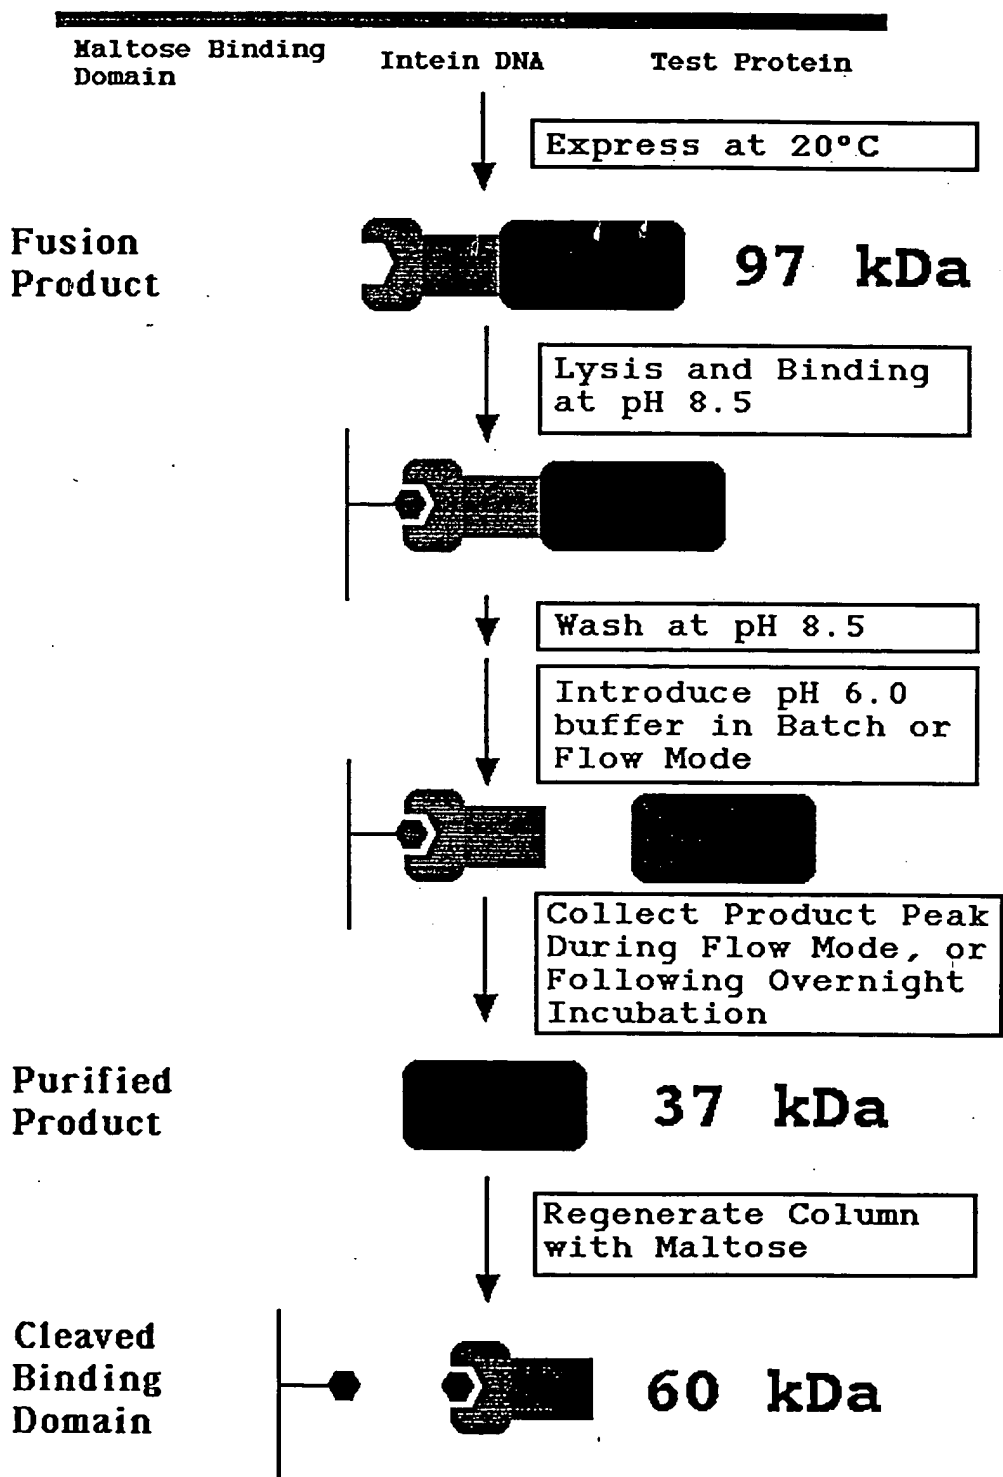 Maltose Binding
Domain
Intein DNA
Test Protein
Express at 20°C
Fusion
Product
97 kDa
Lysis and Binding
at pH 8.5
Wash at pH 8.5
Introduce pH 6.0
buffer in Batch or
Flow Mode
Collect Product Peak
During Flow Mode, or
Following Overnight
Incubation
Purified
Product
37 kDa
Regenerate Column
with Maltose
Cleaved
Binding
Domain
60 kDa